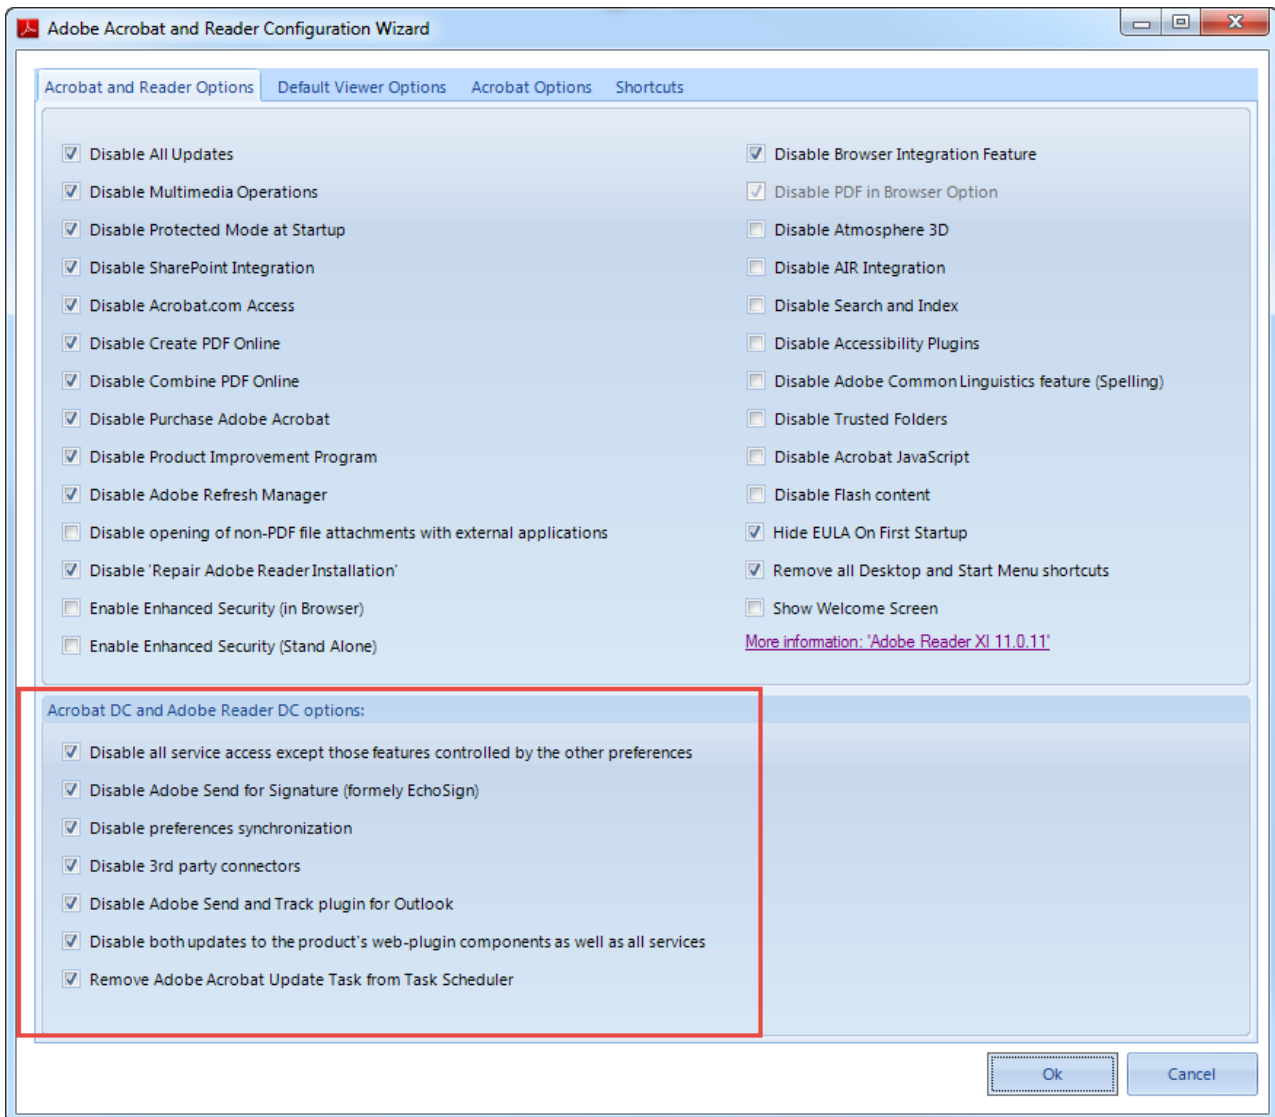 Adobe Acrobat and Reader Configuration Wizard
Acrobat and Reader Options Default Viewer Options Acrobat Options Shortcuts
Disable All Updates
Disable Multimedia Operations
Disable Protected Mode at Startup
Disable SharePoint Integration
Disable Acrobat.com Access
Disable Create PDF Online
Disable Combine PDF Online
Disable Purchase Adobe Acrobat
Disable Product Improvement Program
Disable Adobe Refresh Manager
Disable opening of non-PDF file attachments with external applications
Disable 'Repair Adobe Reader Installation'
Enable Enhanced Security (in Browser)
Enable Enhanced Security (Stand Alone)
Disable Browser Integration Feature
Disable PDF in Browser Option
Disable Atmosphere 3D
Disable AIR Integration
Disable Search and Index
Disable Accessibility Plugins
Disable Adobe Common Linguistics feature (Spelling)
Disable Trusted Folders
Disable Acrobat JavaScript
Disable Flash content
Hide EULA On First Startup
Remove all Desktop and Start Menu shortcuts
Show Welcome Screen
More information: 'Adobe Reader XI 11.0.11'
Acrobat DC and Adobe Reader DC options:
Disable all service access except those features controlled by the other preferences
Disable Adobe Send for Signature (formely EchoSign)
Disable preferences synchronization
Disable 3rd party connectors
Disable Adobe Send and Track plugin for Outlook
Disable both updates to the product's web-plugin components as well as all services
Remove Adobe Acrobat Update Task from Task Scheduler
Ok Cancel